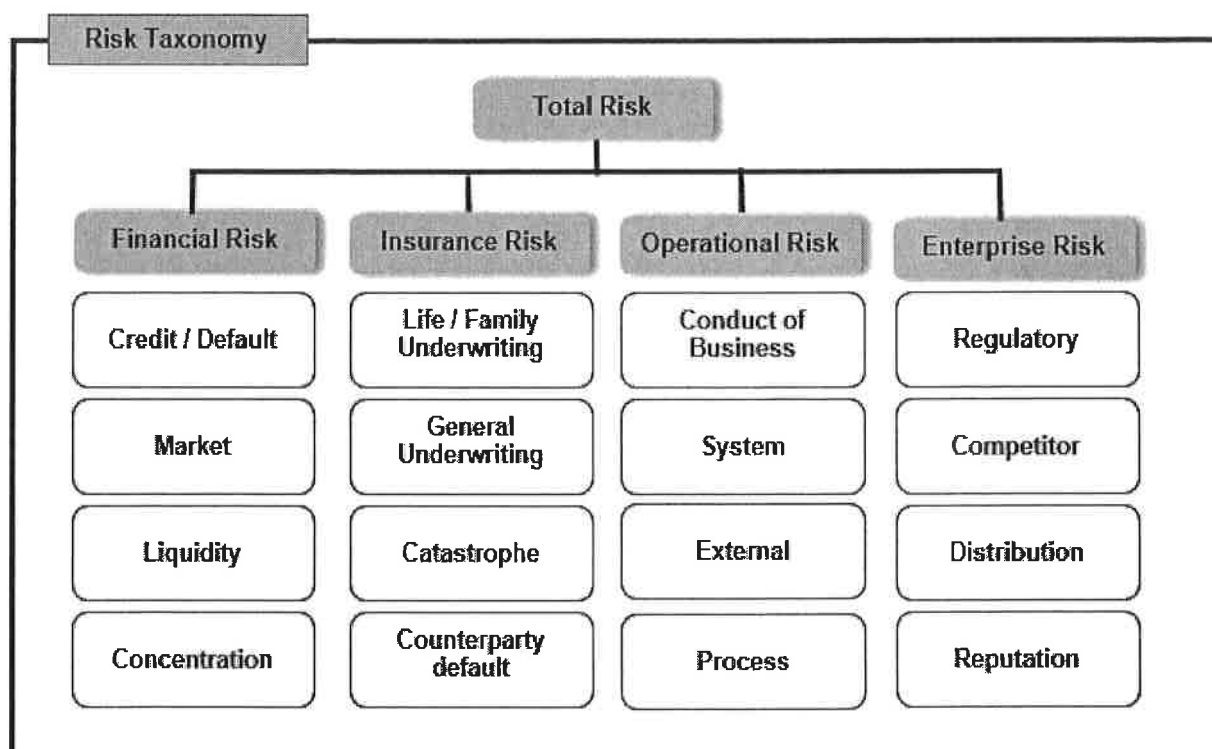 Risk Taxonomy
Total Risk
Financial Risk
Insurance Risk
Operational Risk
Enterprise Risk
Credit / Default
Life / Family
Underwriting
Conduct of
Business
Regulatory
Market
General
Underwriting
System
Competitor
Liquidity
Catastrophe
External
Distribution
Concentration
Counterparty
default
Process
Reputation